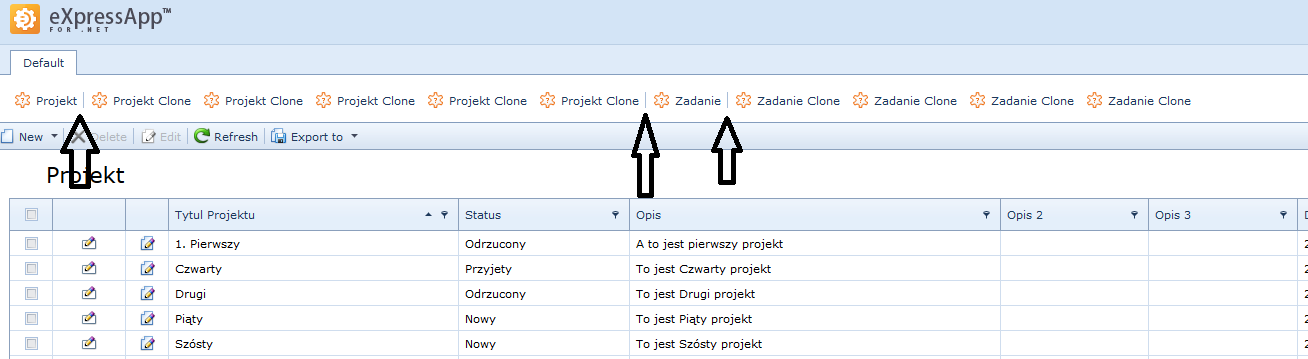 eXpressApp™
FOR .NET
Default
Projekt Projekt Clone Projekt Clone Projekt Clone Projekt Clone Projekt Clone Zadanie Zadanie Clone Zadanie Clone Zadanie Clone Zadanie Clone
New Delete Edit Refresh Export to
Projekt
Tytul Projektu Status Opis Opis 2 Opis 3 D
1. Pierwszy Odrzucony A to jest pierwszy projekt 2
Czwarty Przyjety To jest Czwarty projekt 2
Drugi Odrzucony To jest Drugi projekt 2
Piąty Nowy To jest Piąty projekt 2
Szósty Nowy To jest Szósty projekt 2